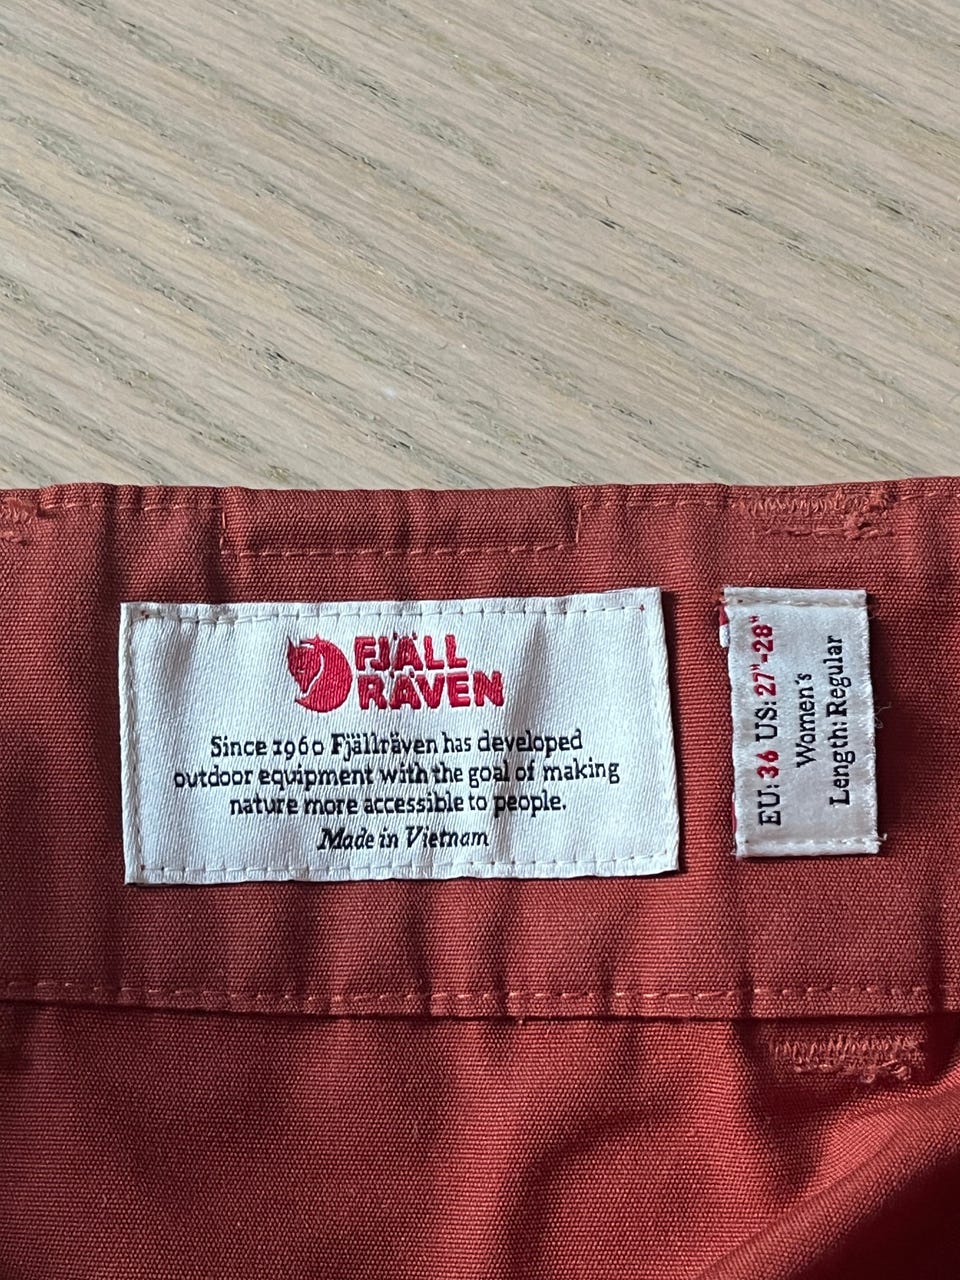 FJÄLL
RÄVEN
Since 1960 Fjällräven has developed
outdoor equipment with the goal of making
nature more accessible to people.
Made in Vietnam
EU: 36 US: 27"-28"
Women's
Length: Regular